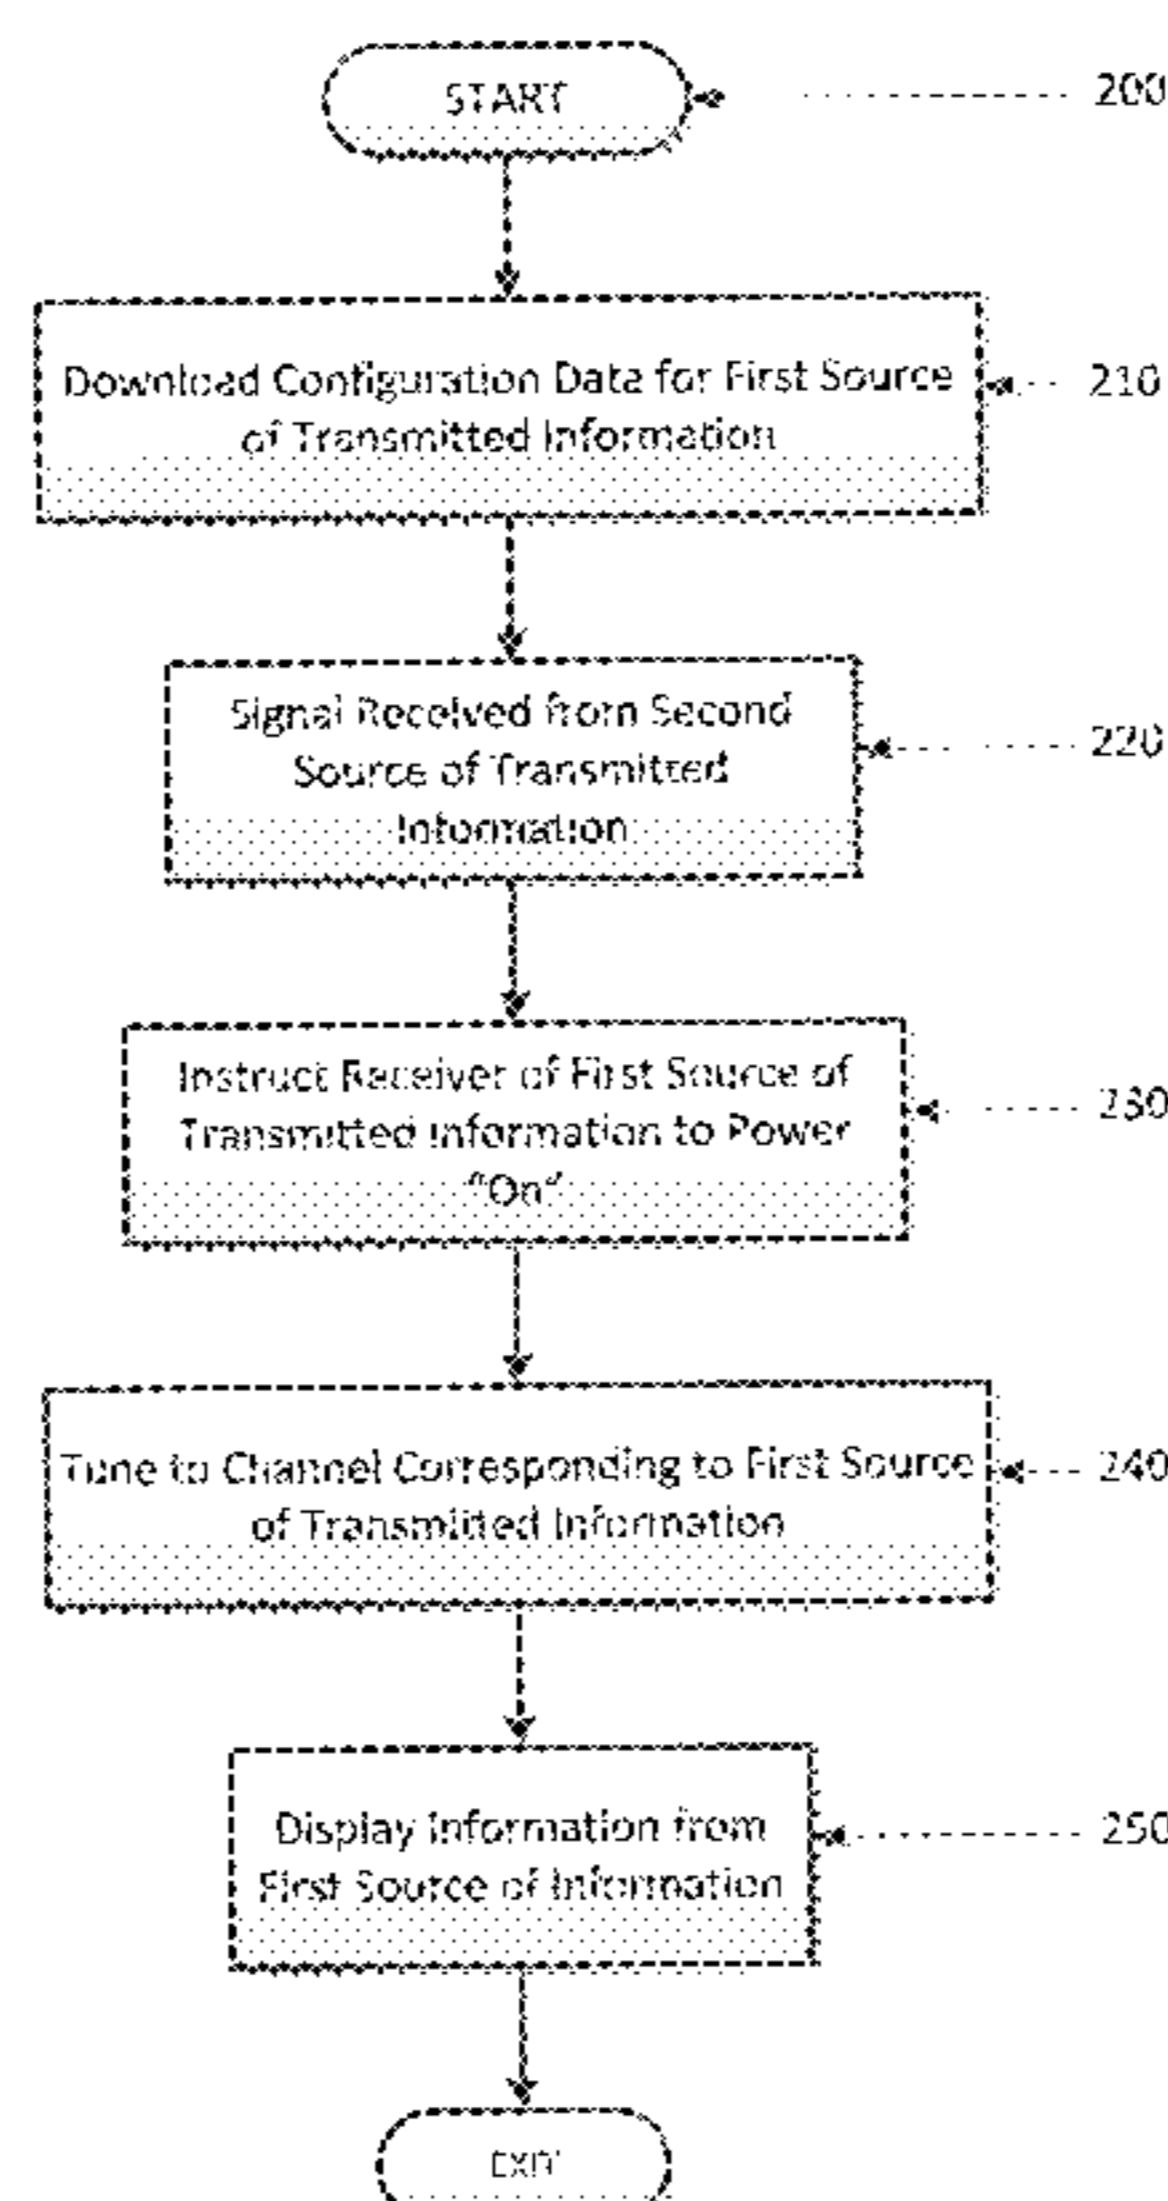 START
200
Download Configuration Data for First Source
of Transmitted Information
210
Signal Received from Second
Source of Transmitted
Information
220
Instruct Receiver of First Source of
Transmitted Information to Power
"On"
230
Tune to Channel Corresponding to First Source
of Transmitted Information
240
Display Information from
First Source of Information
250
EXIT